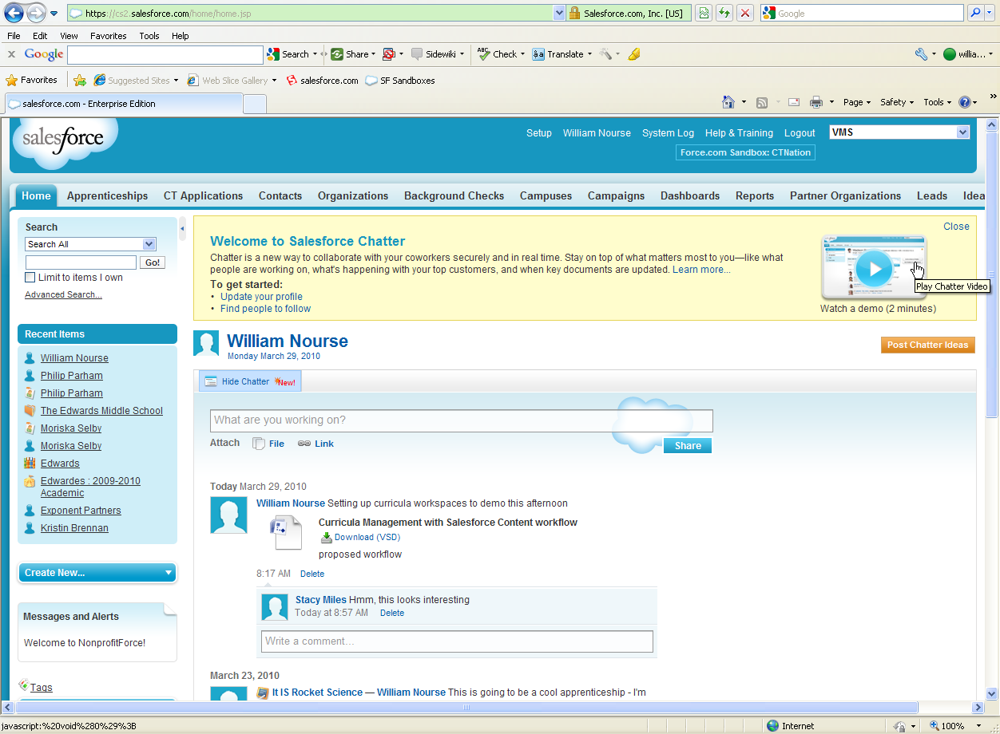 https://cs2.salesforce.com/home/home.jsp
Salesforce.com, Inc. [US]
Google
File Edit View Favorites Tools Help
x Google Search Share Sidewiki ABC Check Translate willia...
Favorites Suggested Sites Web Slice Gallery salesforce.com SF Sandboxes
salesforce.com - Enterprise Edition
Page Safety Tools
salesforce
Setup William Nourse System Log Help & Training Logout VMS
Force.com Sandbox: CTNation
Home Apprenticeships CT Applications Contacts Organizations Background Checks Campuses Campaigns Dashboards Reports Partner Organizations Leads Idea
Search
Search All
Go!
Limit to items I own
Advanced Search...
Recent Items
William Nourse
Philip Parham
Philip Parham
The Edwards Middle School
Moriska Selby
Moriska Selby
Edwards
Edwardes : 2009-2010
Academic
Exponent Partners
Kristin Brennan
Create New...
Messages and Alerts
Welcome to NonprofitForce!
Tags
Close
Welcome to Salesforce Chatter
Chatter is a new way to collaborate with your coworkers securely and in real time. Stay on top of what matters most to you—like what
people are working on, what's happening with your top customers, and when key documents are updated. Learn more...
To get started:
• Update your profile
• Find people to follow
Play Chatter Video
Watch a demo (2 minutes)
William Nourse
Monday March 29, 2010
Post Chatter Ideas
Hide Chatter New!
What are you working on?
Attach File Link
Share
Today March 29, 2010
William Nourse Setting up curricula workspaces to demo this afternoon
Curricula Management with Salesforce Content workflow
Download (VSD)
proposed workflow
8:17 AM Delete
Stacy Miles Hmm, this looks interesting
Today at 8:57 AM Delete
Write a comment...
March 23, 2010
It IS Rocket Science — William Nourse This is going to be a cool apprenticeship - I'm
javascript:%20void%280%29%3B
Internet
100%